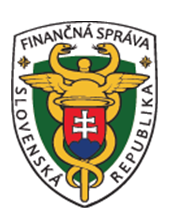 FINANČNÁ SPRÁVA
SLOVENSKÁ REPUBLIKA